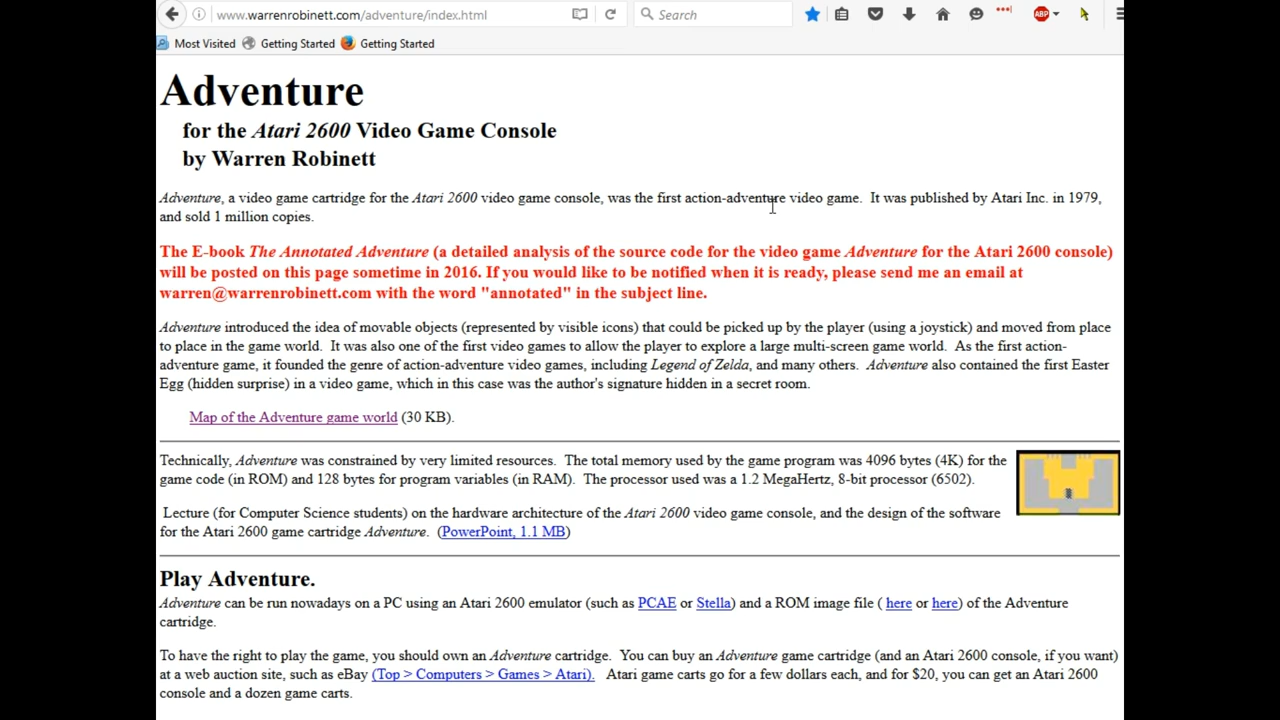 www.warrenrobinett.com/adventure/index.html
Search
ABP
Most Visited Getting Started Getting Started
Adventure
for the Atari 2600 Video Game Console
by Warren Robinett
Adventure, a video game cartridge for the Atari 2600 video game console, was the first action-adventure video game. It was published by Atari Inc. in 1979,
and sold 1 million copies.
The E-book The Annotated Adventure (a detailed analysis of the source code for the video game Adventure for the Atari 2600 console)
will be posted on this page sometime in 2016. If you would like to be notified when it is ready, please send me an email at
warren@warrenrobinett.com with the word "annotated" in the subject line.
Adventure introduced the idea of movable objects (represented by visible icons) that could be picked up by the player (using a joystick) and moved from place
to place in the game world. It was also one of the first video games to allow the player to explore a large multi-screen game world. As the first action-
adventure game, it founded the genre of action-adventure video games, including Legend of Zelda, and many others. Adventure also contained the first Easter
Egg (hidden surprise) in a video game, which in this case was the author's signature hidden in a secret room.
Map of the Adventure game world (30 KB).
Technically, Adventure was constrained by very limited resources. The total memory used by the game program was 4096 bytes (4K) for the
game code (in ROM) and 128 bytes for program variables (in RAM). The processor used was a 1.2 MegaHertz, 8-bit processor (6502).
Lecture (for Computer Science students) on the hardware architecture of the Atari 2600 video game console, and the design of the software
for the Atari 2600 game cartridge Adventure. (PowerPoint, 1.1 MB)
Play Adventure.
Adventure can be run nowadays on a PC using an Atari 2600 emulator (such as PCAE or Stella) and a ROM image file ( here or here) of the Adventure
cartridge.
To have the right to play the game, you should own an Adventure cartridge. You can buy an Adventure game cartridge (and an Atari 2600 console, if you want)
at a web auction site, such as eBay (Top > Computers > Games > Atari). Atari game carts go for a few dollars each, and for $20, you can get an Atari 2600
console and a dozen game carts.